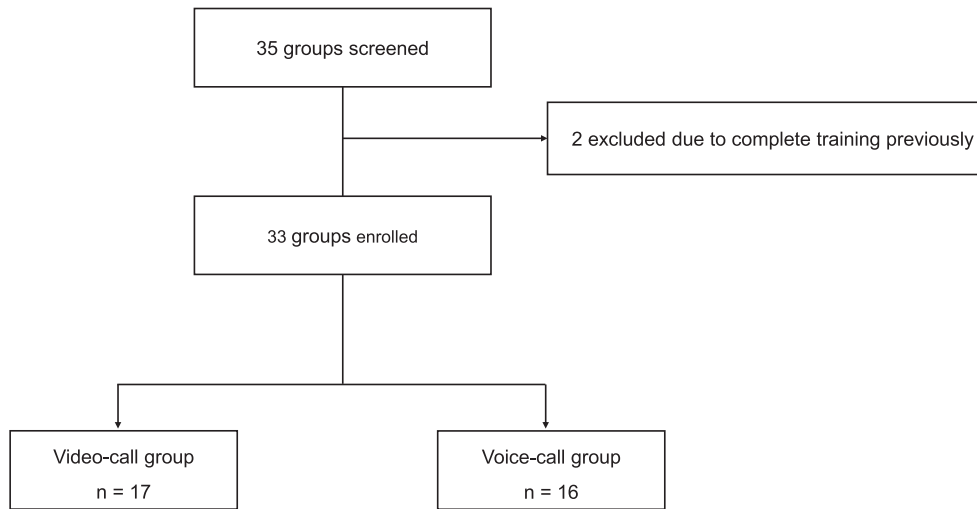 35 groups screened
2 excluded due to complete training previously
33 groups enrolled
Video-call group
n = 17
Voice-call group
n = 16